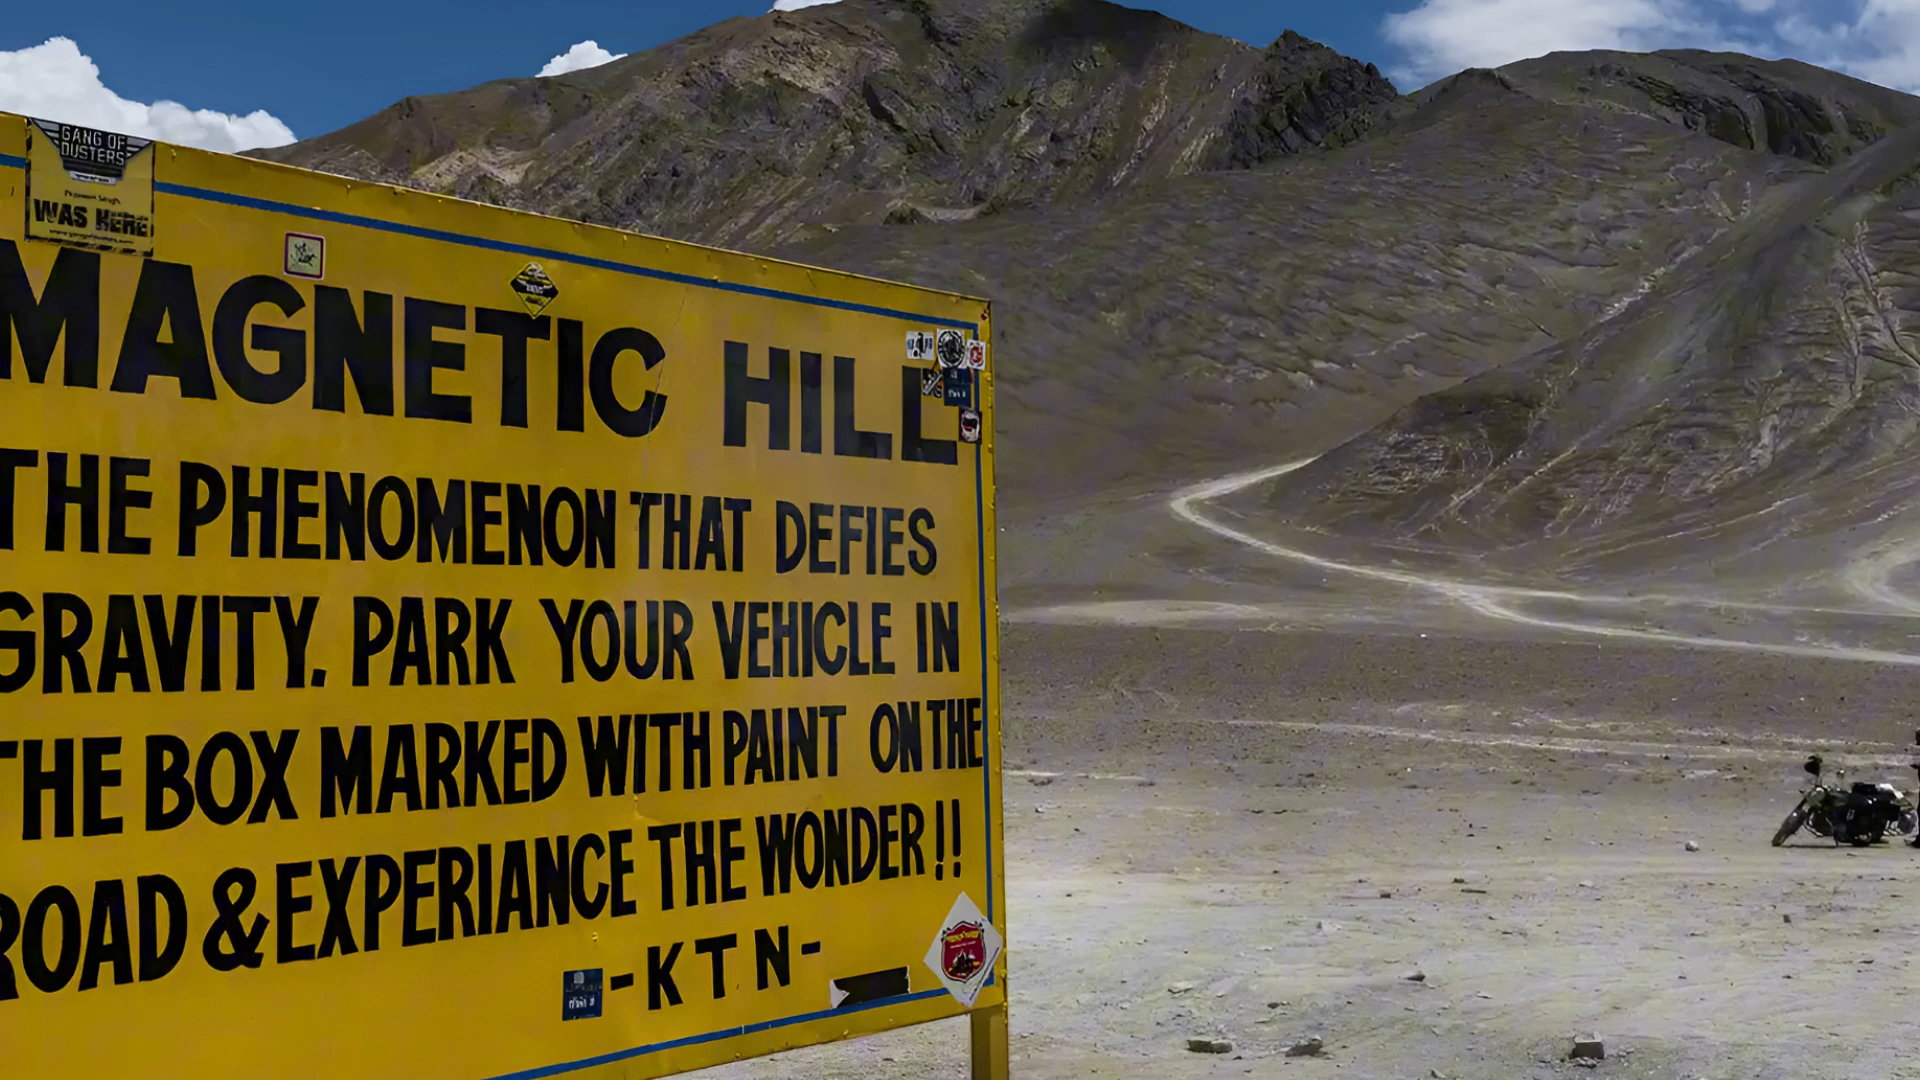 GANG OF
DUSTERS
WAS HERE
MAGNETIC HILL
THE PHENOMENON THAT DEFIES
GRAVITY. PARK YOUR VEHICLE IN
THE BOX MARKED WITH PAINT ON THE
ROAD & EXPERIANCE THE WONDER !!
-KTN-